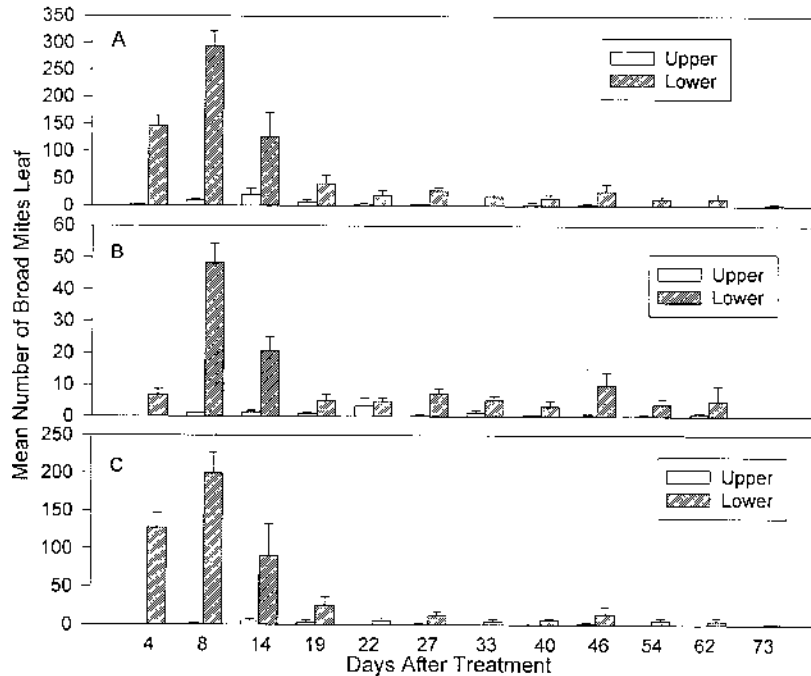 350
A
300
Upper
250
Lower
200
150
100
50
0
60
B
50
Upper
Lower
40
30
20
10
0
250
C
200
Upper
Lower
150
100
50
0
4 8 14 19 22 27 33 40 46 54 62 73
Days After Treatment
Mean Number of Broad Mites Leaf